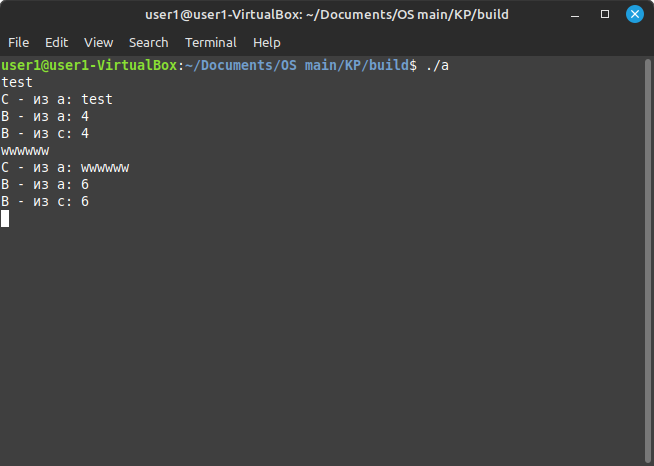 user1@user1-VirtualBox: ~/Documents/OS main/KP/build
File Edit View Search Terminal Help
user1@user1-VirtualBox:~/Documents/OS main/KP/build$ ./a
test
C - из a: test
B - из a: 4
B - из c: 4
wwwwww
C - из a: wwwwww
B - из a: 6
B - из c: 6